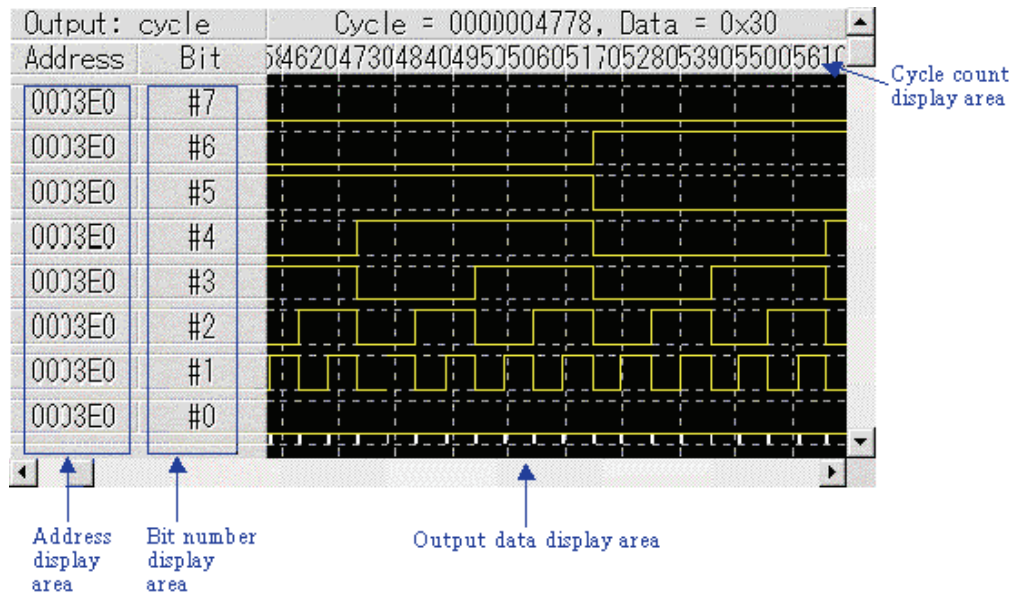 Output: cycle Cycle = 0000004778, Data = 0x30
Address Bit 584620473048404950506051705280539055005610
0003E0 #7
0003E0 #6
0003E0 #5
0003E0 #4
0003E0 #3
0003E0 #2
0003E0 #1
0003E0 #0
Cycle count
display area
Address
display
area
Bit number
display
area
Output data display area